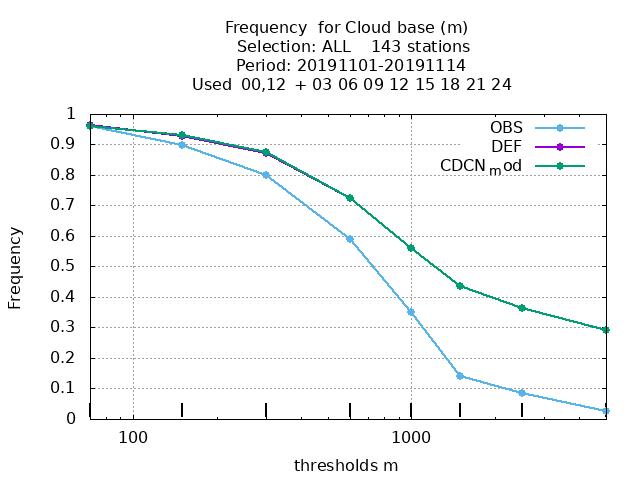 Frequency for Cloud base (m)
Selection: ALL 143 stations
Period: 20191101-20191114
Used 00,12 + 03 06 09 12 15 18 21 24
OBS
DEF
CDCNmod
1
0.9
0.8
0.7
0.6
0.5
0.4
0.3
0.2
0.1
0
Frequency
100
1000
thresholds m